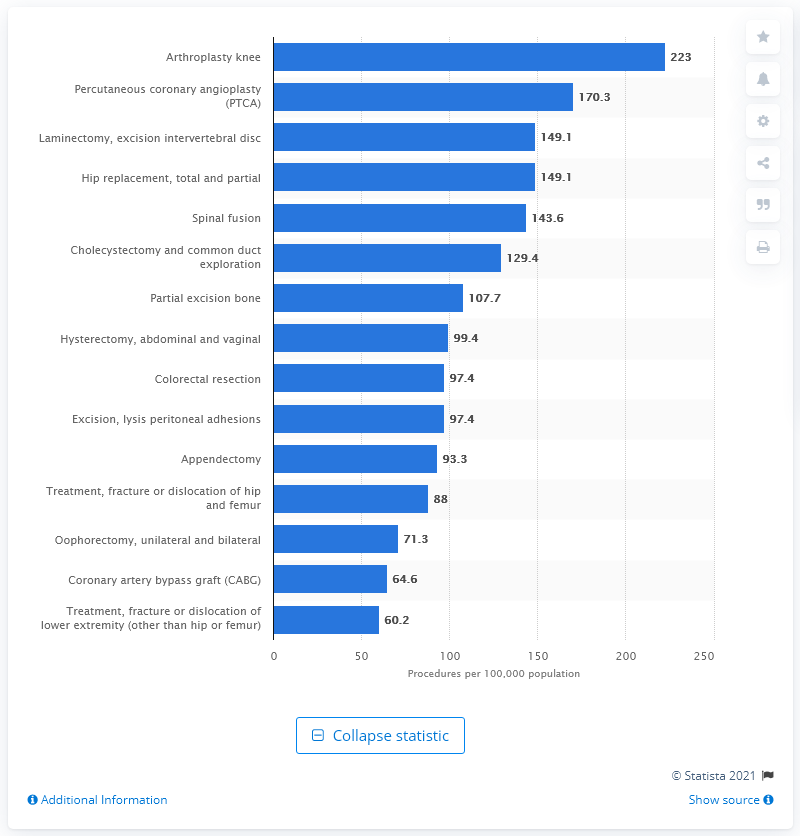 Arthroplasty knee 223
Percutaneous coronary angioplasty
(PTCA) 170.3
Laminectomy, excision intervertebral disc 149.1
Hip replacement, total and partial 149.1
Spinal fusion 143.6
Cholecystectomy and common duct
exploration 129.4
Partial excision bone 107.7
Hysterectomy, abdominal and vaginal 99.4
Colorectal resection 97.4
Excision, lysis peritoneal adhesions 97.4
Appendectomy 93.3
Treatment, fracture or dislocation of hip
and femur 88
Oophorectomy, unilateral and bilateral 71.3
Coronary artery bypass graft (CABG) 64.6
Treatment, fracture or dislocation of
lower extremity (other than hip or femur) 60.2
0 50 100 150 200 250
Procedures per 100,000 population
Collapse statistic
© Statista 2021
Additional Information Show source